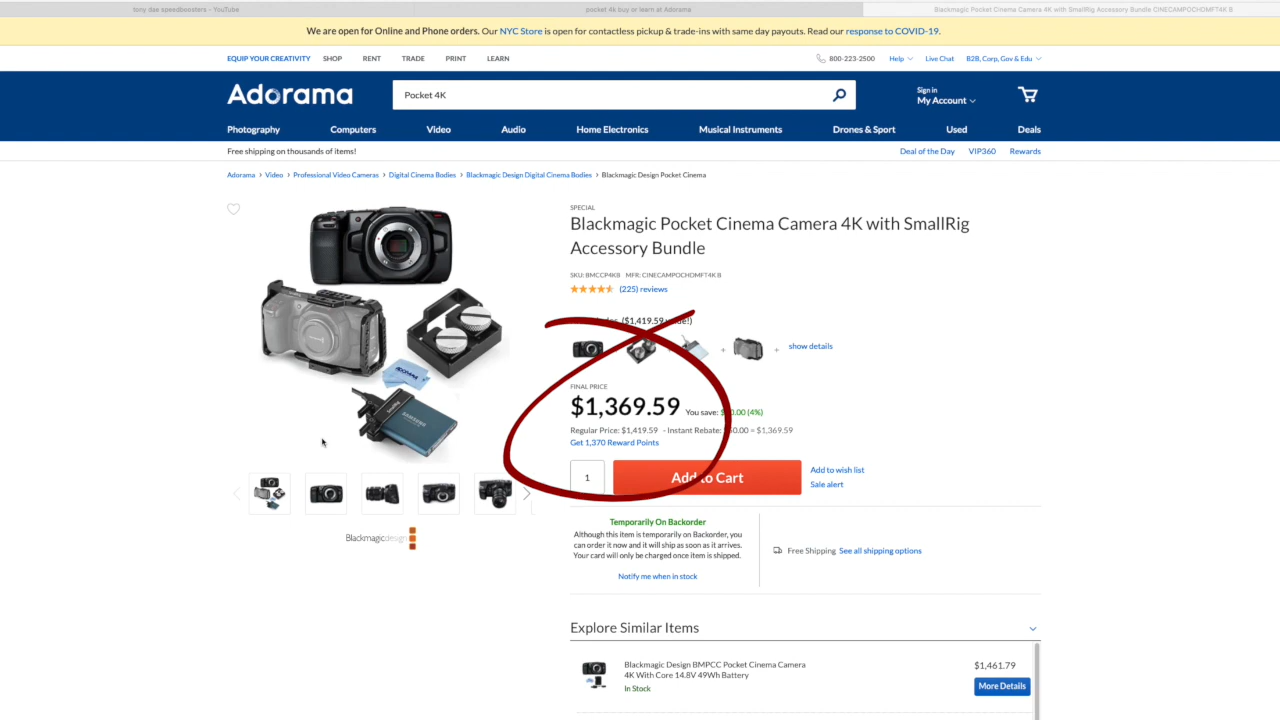 tony dae speedboosters - YouTube
pocket 4k buy or learn at Adorama
Blackmagic Pocket Cinema Camera 4K with SmallRig Accessory Bundle CINECAMPOCHDMFT4K B
We are open for Online and Phone orders. Our NYC Store is open for contactless pickup & trade-ins with same day payouts. Read our response to COVID-19.
EQUIP YOUR CREATIVITY SHOP RENT TRADE PRINT LEARN
800-223-2500 Help Live Chat B2B, Corp, Gov & Edu
Adorama
Pocket 4K
Sign in
My Account
Photography Computers Video Audio Home Electronics Musical Instruments Drones & Sport Used Deals
Free shipping on thousands of items!
Deal of the Day VIP360 Rewards
Adorama > Video > Professional Video Cameras > Digital Cinema Bodies > Blackmagic Design Digital Cinema Bodies > Blackmagic Design Pocket Cinema
SPECIAL
Blackmagic Pocket Cinema Camera 4K with SmallRig
Accessory Bundle
SKU: BMCCP4KB MFR: CINECAMPOCHDMFT4K B
(225) reviews
($1,419.59
+ + show details
FINAL PRICE
$1,369.59 You save: (4%)
Regular Price: $1,419.59 - Instant Rebate: = $1,369.59
Get 1,370 Reward Points
1
Add to Cart
Add to wish list
Sale alert
Temporarily On Backorder
Although this item is temporarily on Backorder, you
can order it now and it will ship as soon as it arrives.
Your card will only be charged once item is shipped.
Notify me when in stock
Free Shipping See all shipping options
ADORAMA
SAMSUNG
Blackmagicdesign
Explore Similar Items
Blackmagic Design BMPCC Pocket Cinema Camera
4K With Core 14.8V 49Wh Battery
In Stock
$1,461.79
More Details